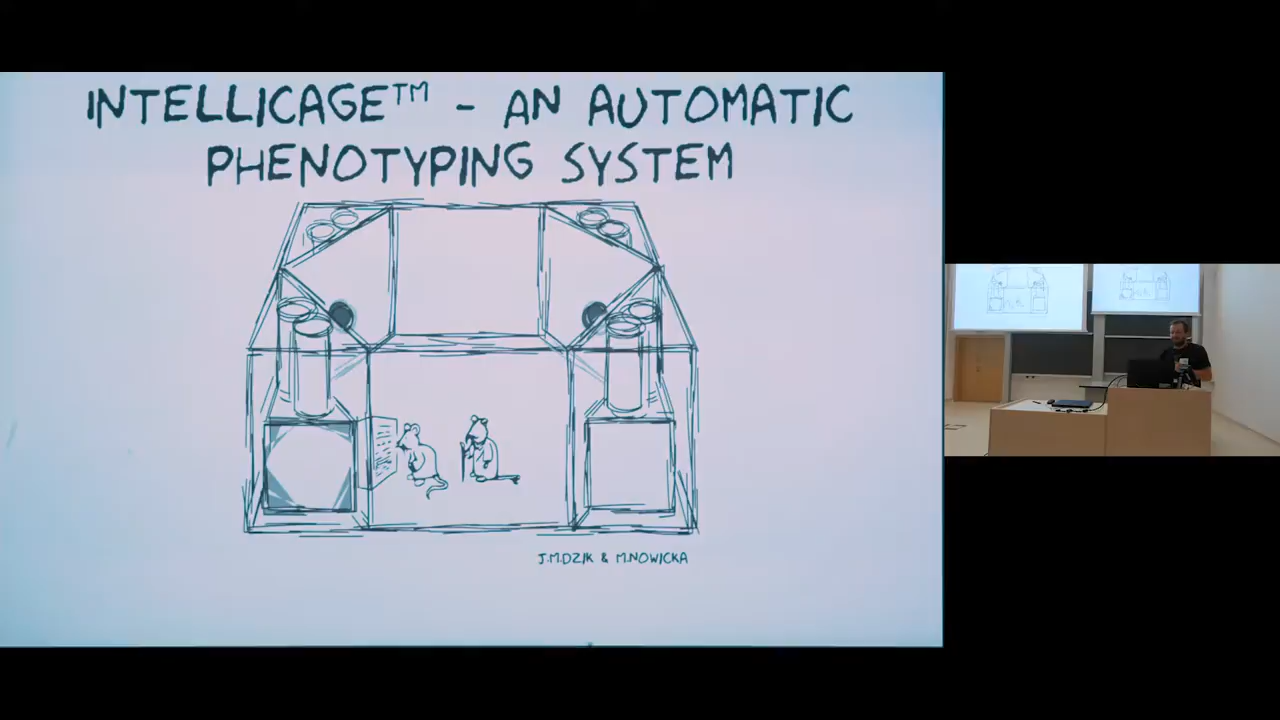 INTELLICAGE™ - AN AUTOMATIC
PHENOTYPING SYSTEM
J.M.DZIK & M.NOWICKA